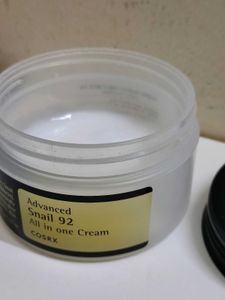 Advanced
Snail 92
All in one Cream
COSRX